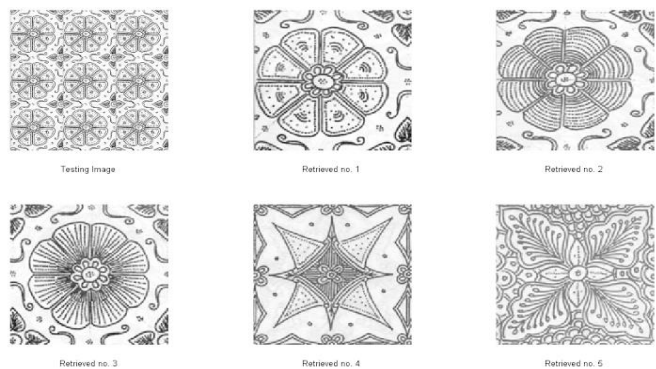 Testing Image
Retrieved no. 1
Retrieved no. 2
Retrieved no. 3
Retrieved no. 4
Retrieved no. 5